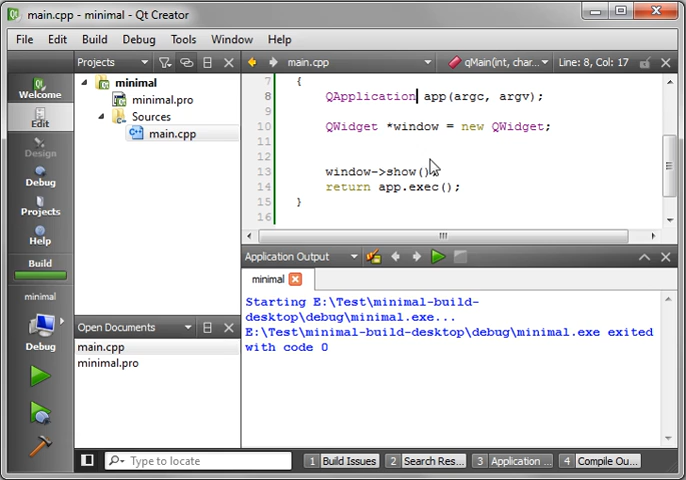 main.cpp - minimal - Qt Creator
File Edit Build Debug Tools Window Help
Projects
main.cpp
qMain(int, char...
Line: 8, Col: 17
Welcome
Edit
Design
Debug
Projects
Help
Build
minimal
Debug
minimal
minimal.pro
Sources
main.cpp
7 {
8 QApplication app(argc, argv);
9
10 QWidget *window = new QWidget;
11
12
13 window->show();
14 return app.exec();
15 }
16
Open Documents
main.cpp
minimal.pro
Application Output
minimal
Starting E:\Test\minimal-build-
desktop\debug\minimal.exe...
E:\Test\minimal-build-desktop\debug\minimal.exe exited
with code 0
Type to locate
1 Build Issues
2 Search Res...
3 Application ...
4 Compile Ou...